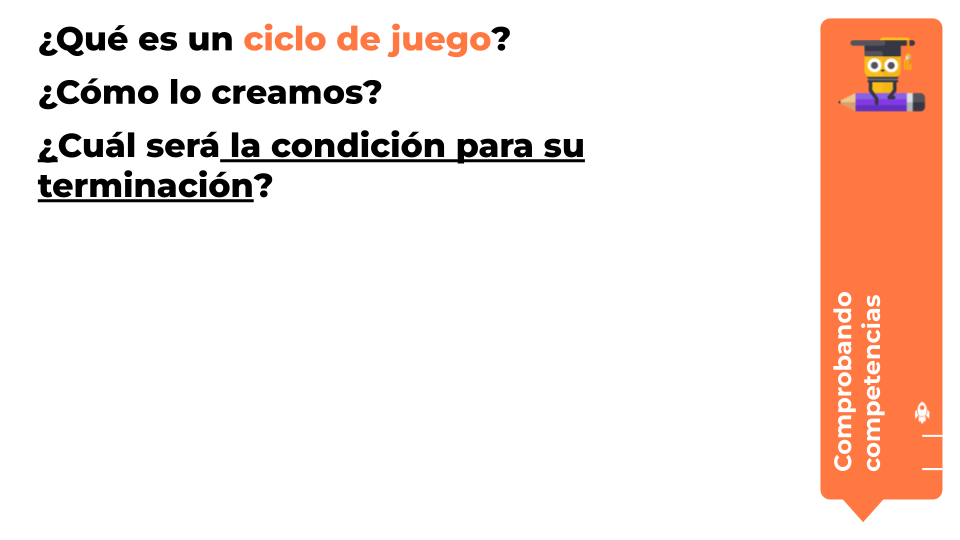 ¿Qué es un ciclo de juego?
¿Cómo lo creamos?
¿Cuál será la condición para su
terminación?
Comprobando
competencias